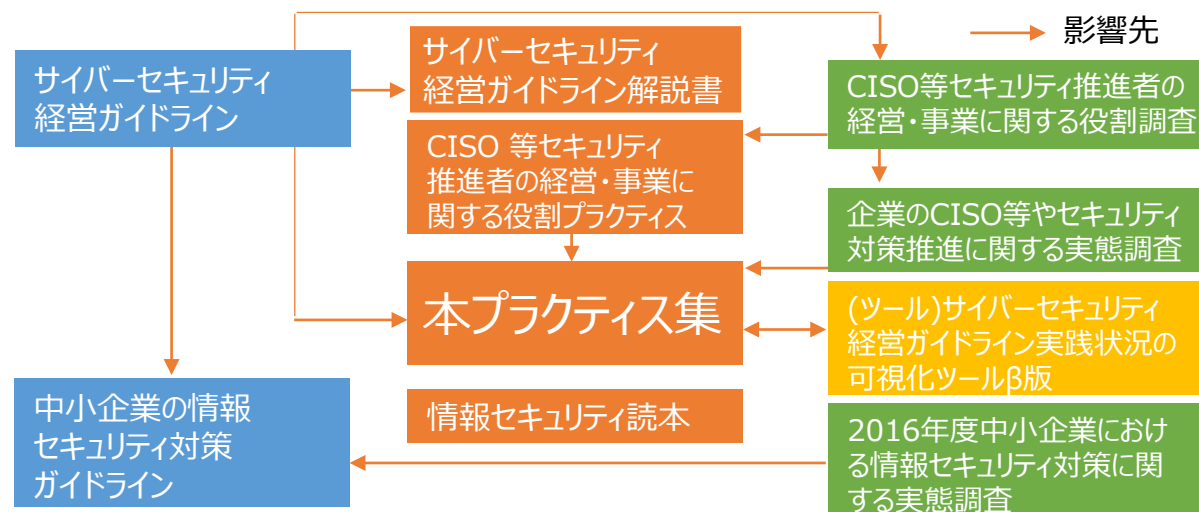 影響先
サイバーセキュリティ
経営ガイドライン
サイバーセキュリティ
経営ガイドライン解説書
CISO等セキュリティ推進者の
経営・事業に関する役割調査
CISO 等セキュリティ
推進者の経営・事業に
関する役割プラクティス
企業のCISO等やセキュリティ
対策推進に関する実態調査
本プラクティス集
(ツール)サイバーセキュリティ
経営ガイドライン実践状況の
可視化ツールβ版
中小企業の情報
セキュリティ対策
ガイドライン
情報セキュリティ読本
2016年度中小企業におけ
る情報セキュリティ対策に関
する実態調査